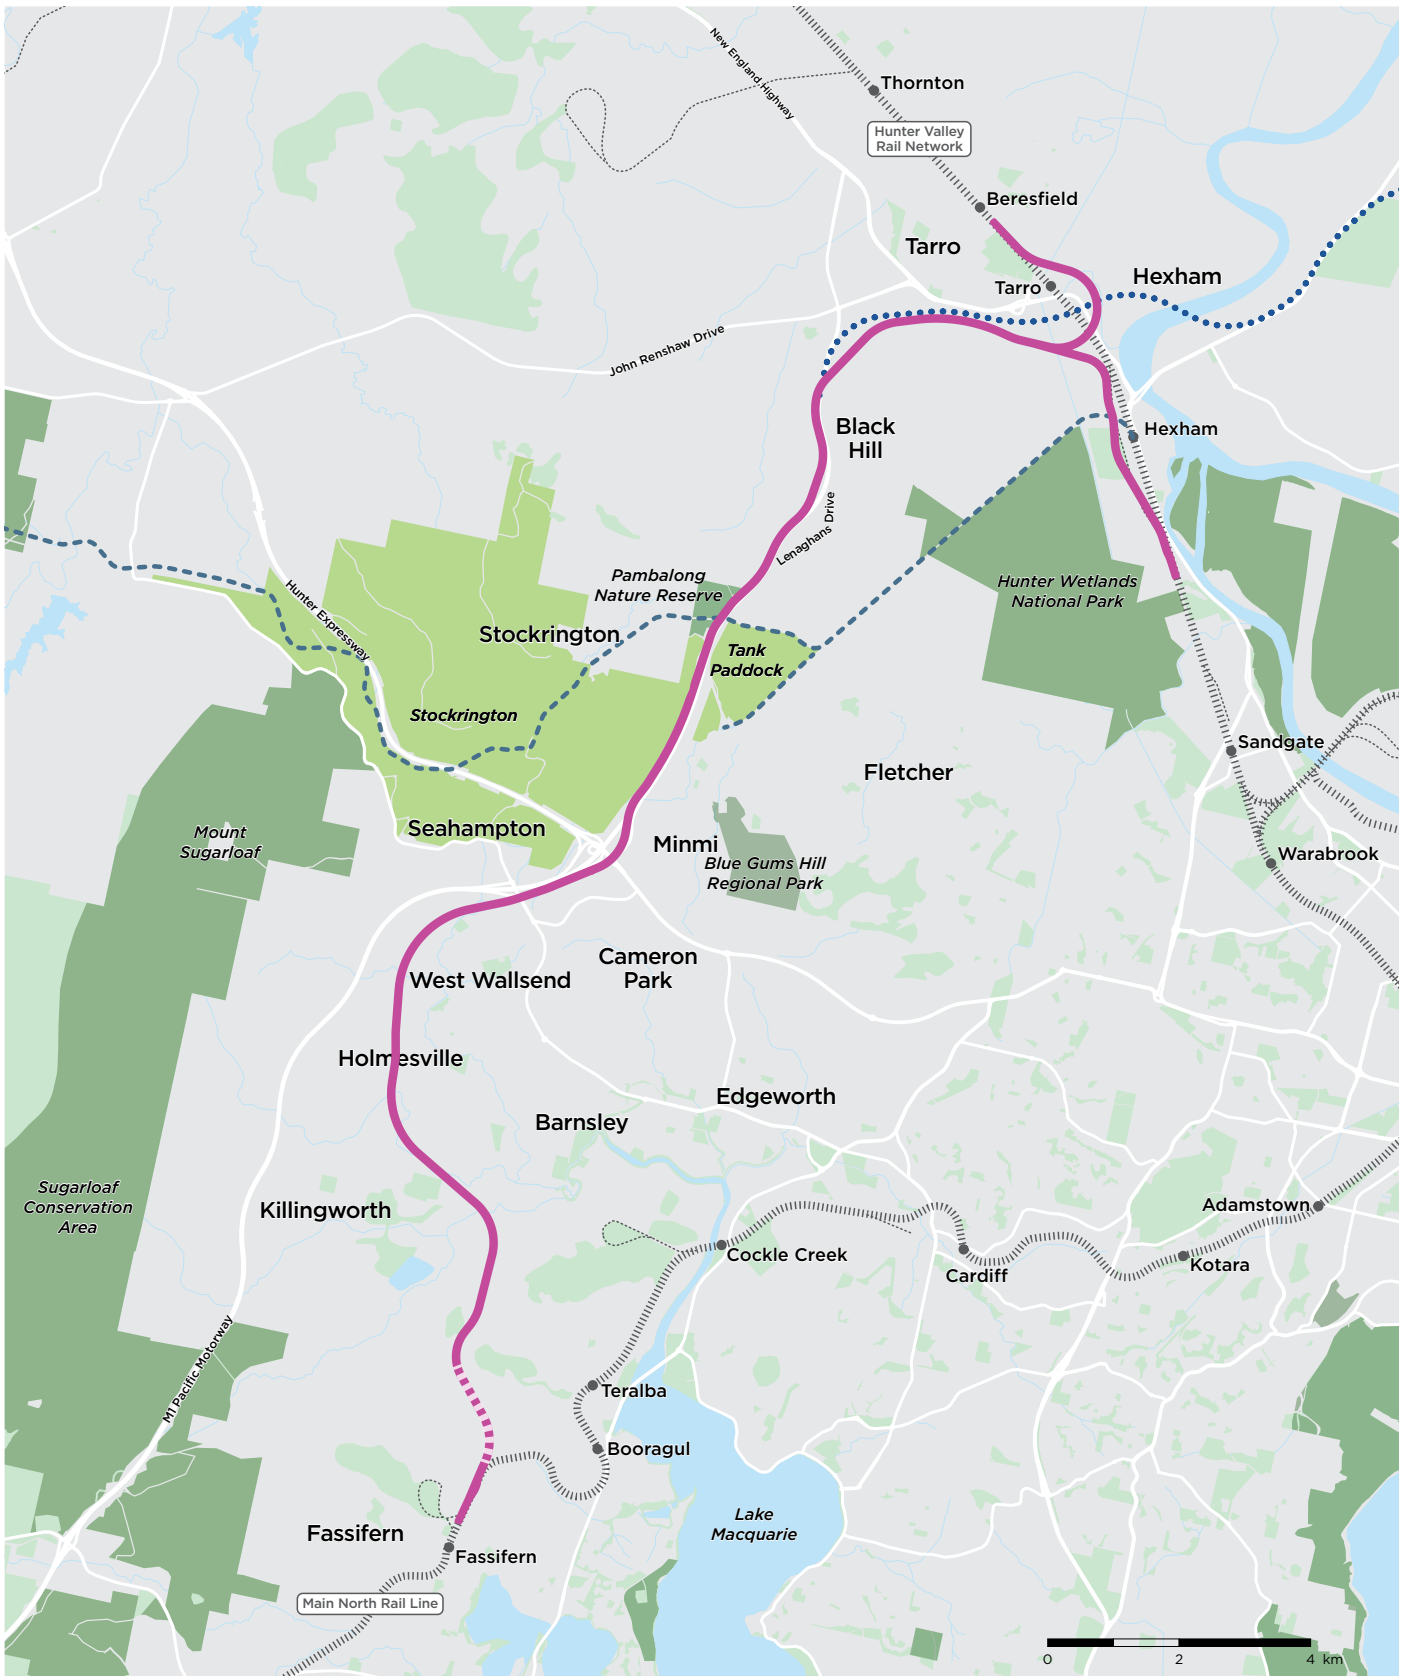 New England Highway
Thornton
Hunter Valley
Rail Network
Beresfield
Tarro
Hexham
Tarro
John Renshaw Drive
Black
Hill
Hexham
Lenaghans Drive
Pambalong
Nature Reserve
Hunter Wetlands
National Park
Hunter Expressway
Stockrington
Tank
Paddock
Stockrington
Sandgate
Fletcher
Seahampton
Mount
Sugarloaf
Minmi
Blue Gums Hill
Regional Park
Warabrook
Cameron
Park
West Wallsend
Holmesville
Edgeworth
Barnsley
Sugarloaf
Conservation
Area
Killingworth
Adamstown
Cockle Creek
Kotara
Cardiff
M1 Pacific Motorway
Teralba
Booragul
Lake
Macquarie
Fassifern
Fassifern
Main North Rail Line
0 2 4 km